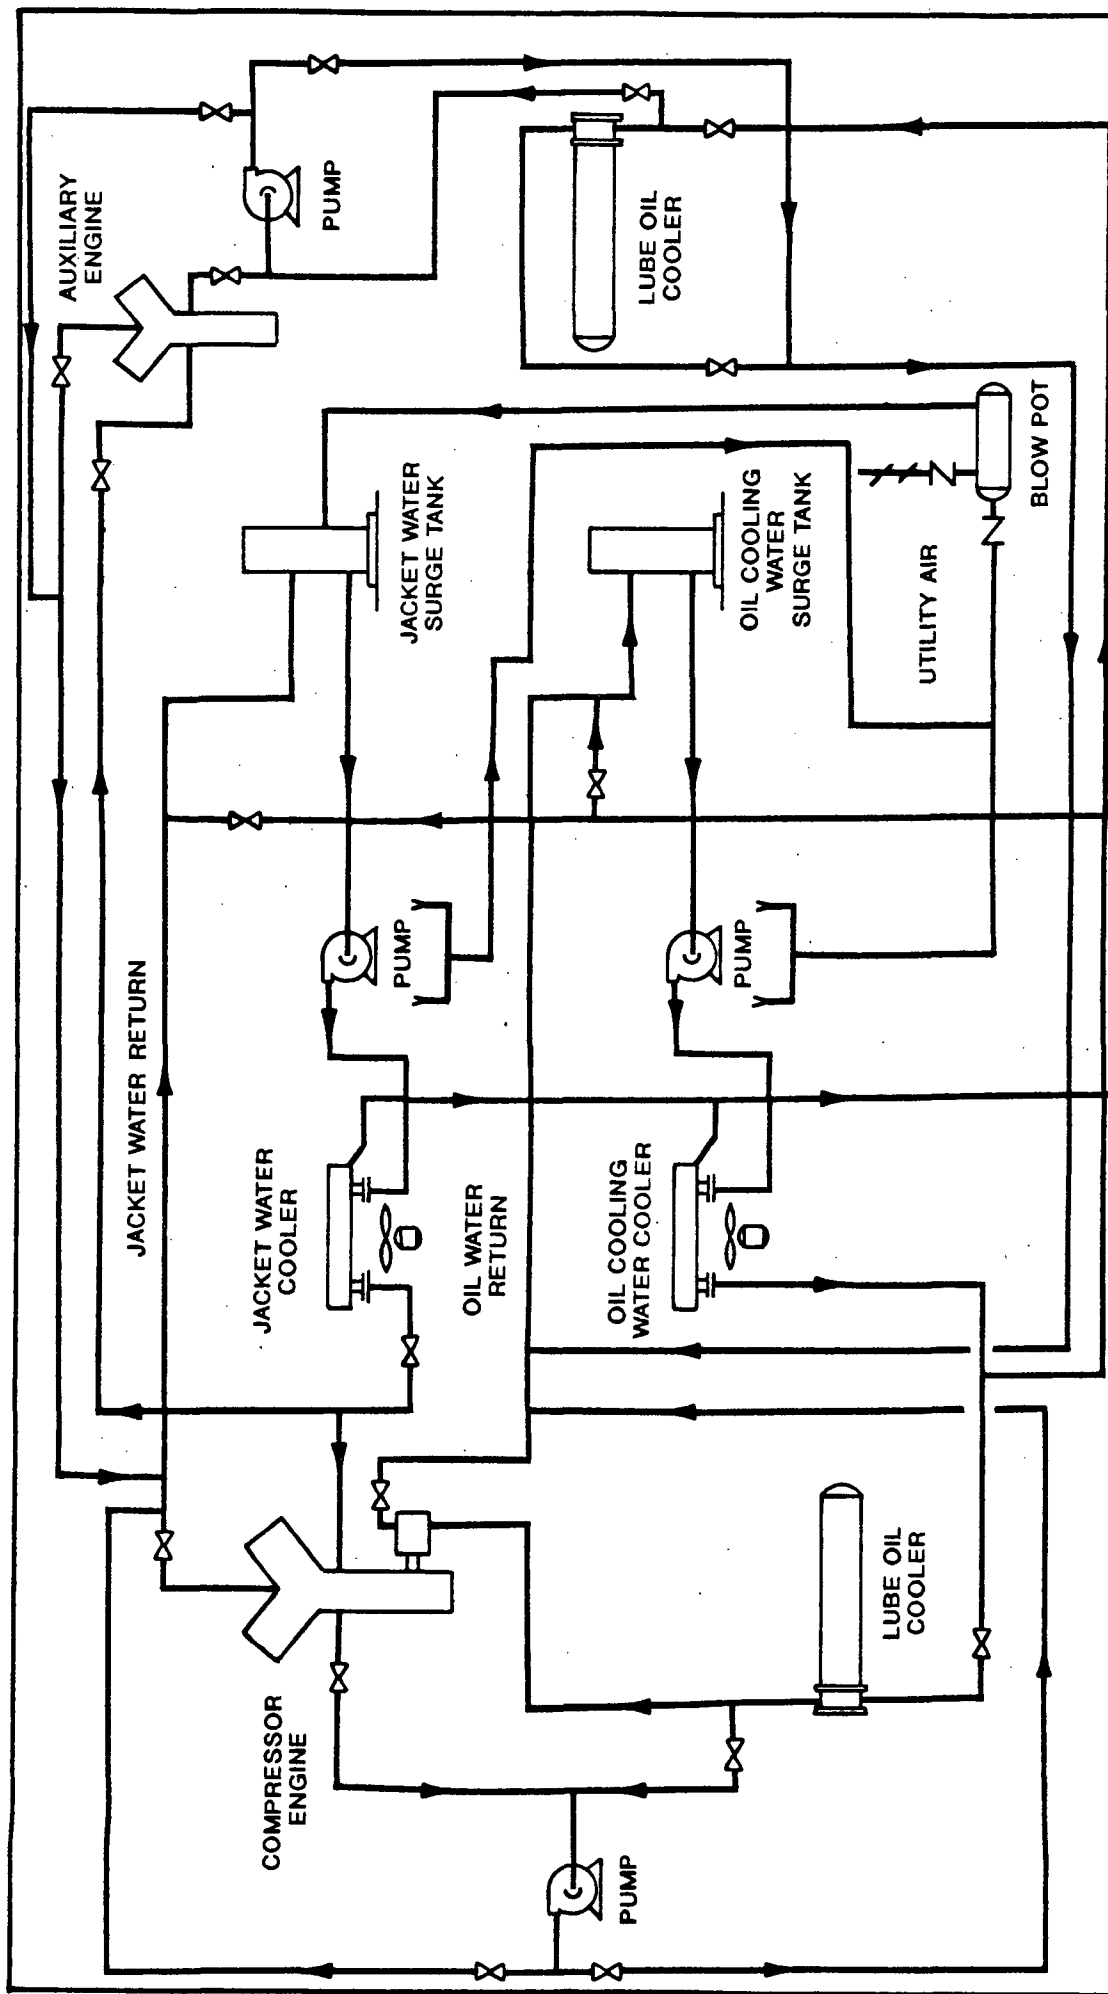 AUXILIARY
ENGINE
PUMP
LUBE OIL
COOLER
JACKET WATER
SURGE TANK
OIL COOLING
WATER
SURGE TANK
BLOW POT
UTILITY AIR
JACKET WATER RETURN
PUMP
PUMP
JACKET WATER
COOLER
OIL WATER
RETURN
OIL COOLING
WATER COOLER
COMPRESSOR
ENGINE
LUBE OIL
COOLER
PUMP